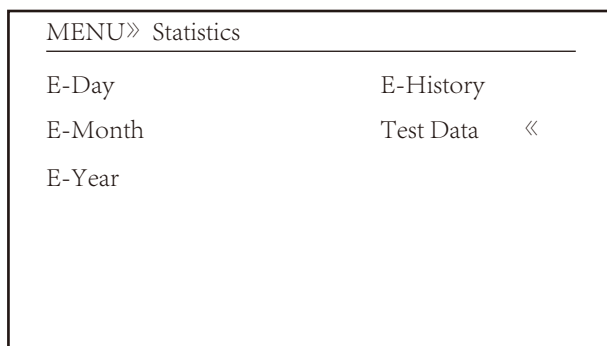 MENU》 Statistics
E-Day E-History
E-Month Test Data 《
E-Year